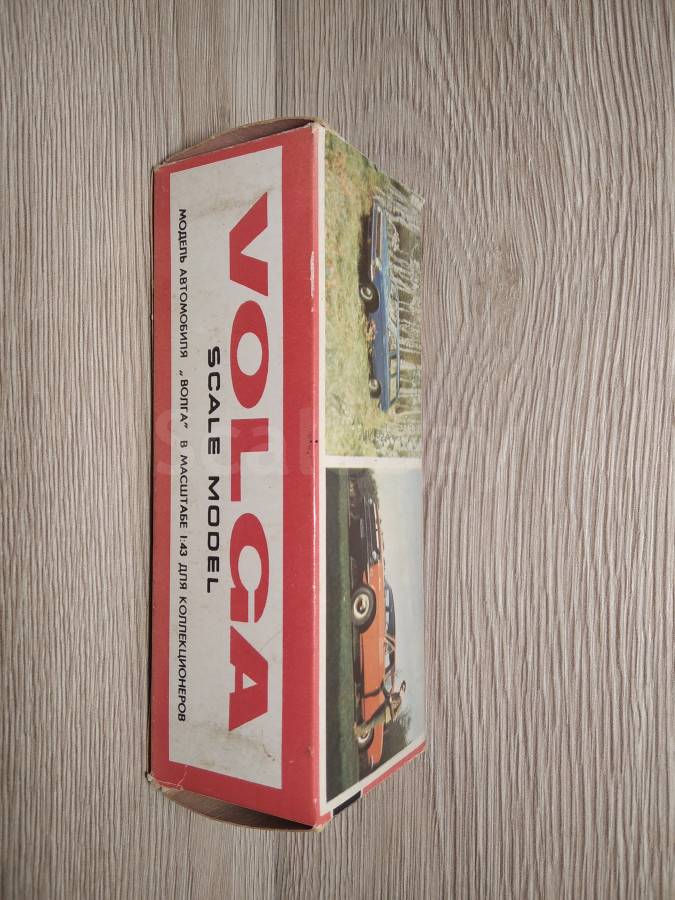 VOLGA
SCALE MODEL
МОДЕЛЬ АВТОМОБИЛЯ „ВОЛГА” В МАСШТАБЕ 1:43 ДЛЯ КОЛЛЕКЦИОНЕРОВ